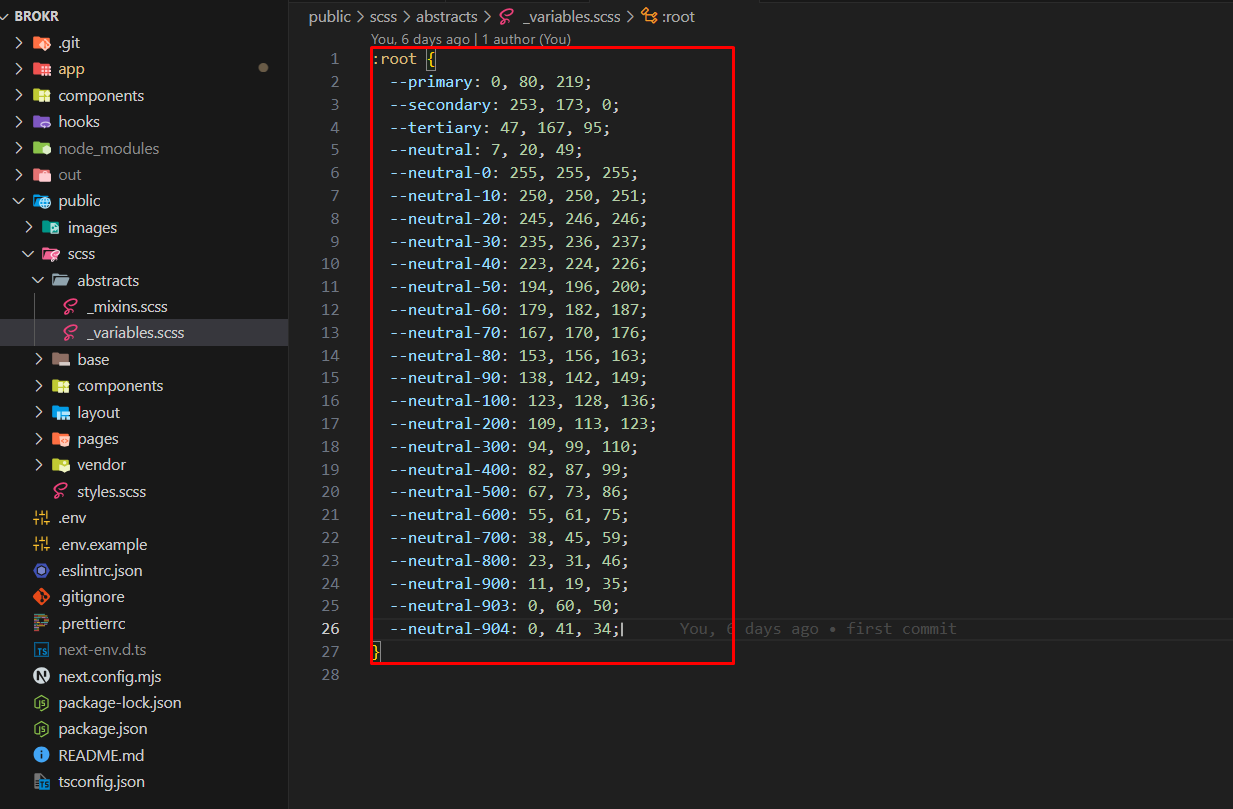 BROKR
.git
app
components
hooks
node_modules
out
public
images
scss
abstracts
_mixins.scss
_variables.scss
base
components
layout
pages
vendor
styles.scss
.env
.env.example
.eslintrc.json
.gitignore
.prettierrc
next-env.d.ts
next.config.mjs
package-lock.json
package.json
README.md
tsconfig.json
public > scss > abstracts > _variables.scss > :root
You, 6 days ago | 1 author (You)
1 :root {
2 --primary: 0, 80, 219;
3 --secondary: 253, 173, 0;
4 --tertiary: 47, 167, 95;
5 --neutral: 7, 20, 49;
6 --neutral-0: 255, 255, 255;
7 --neutral-10: 250, 250, 251;
8 --neutral-20: 245, 246, 246;
9 --neutral-30: 235, 236, 237;
10 --neutral-40: 223, 224, 226;
11 --neutral-50: 194, 196, 200;
12 --neutral-60: 179, 182, 187;
13 --neutral-70: 167, 170, 176;
14 --neutral-80: 153, 156, 163;
15 --neutral-90: 138, 142, 149;
16 --neutral-100: 123, 128, 136;
17 --neutral-200: 109, 113, 123;
18 --neutral-300: 94, 99, 110;
19 --neutral-400: 82, 87, 99;
20 --neutral-500: 67, 73, 86;
21 --neutral-600: 55, 61, 75;
22 --neutral-700: 38, 45, 59;
23 --neutral-800: 23, 31, 46;
24 --neutral-900: 11, 19, 35;
25 --neutral-903: 0, 60, 50;
26 --neutral-904: 0, 41, 34; You, 6 days ago • first commit
27 }
28